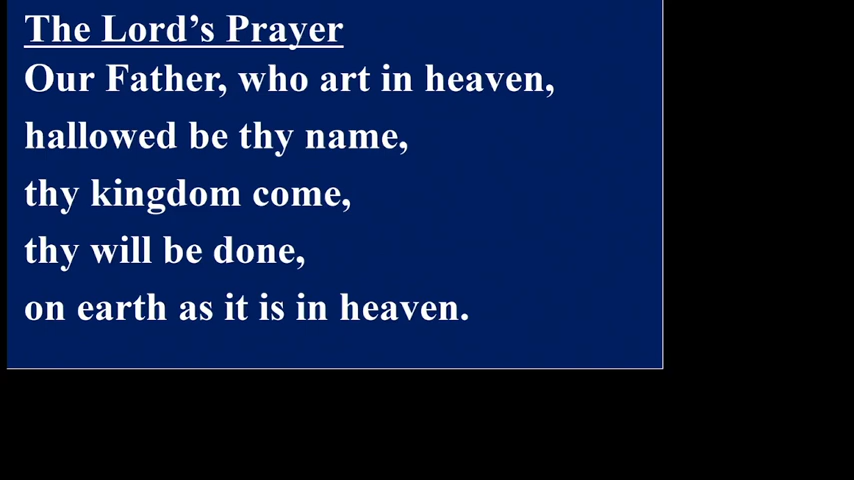 The Lord’s Prayer
Our Father, who art in heaven,
hallowed be thy name,
thy kingdom come,
thy will be done,
on earth as it is in heaven.